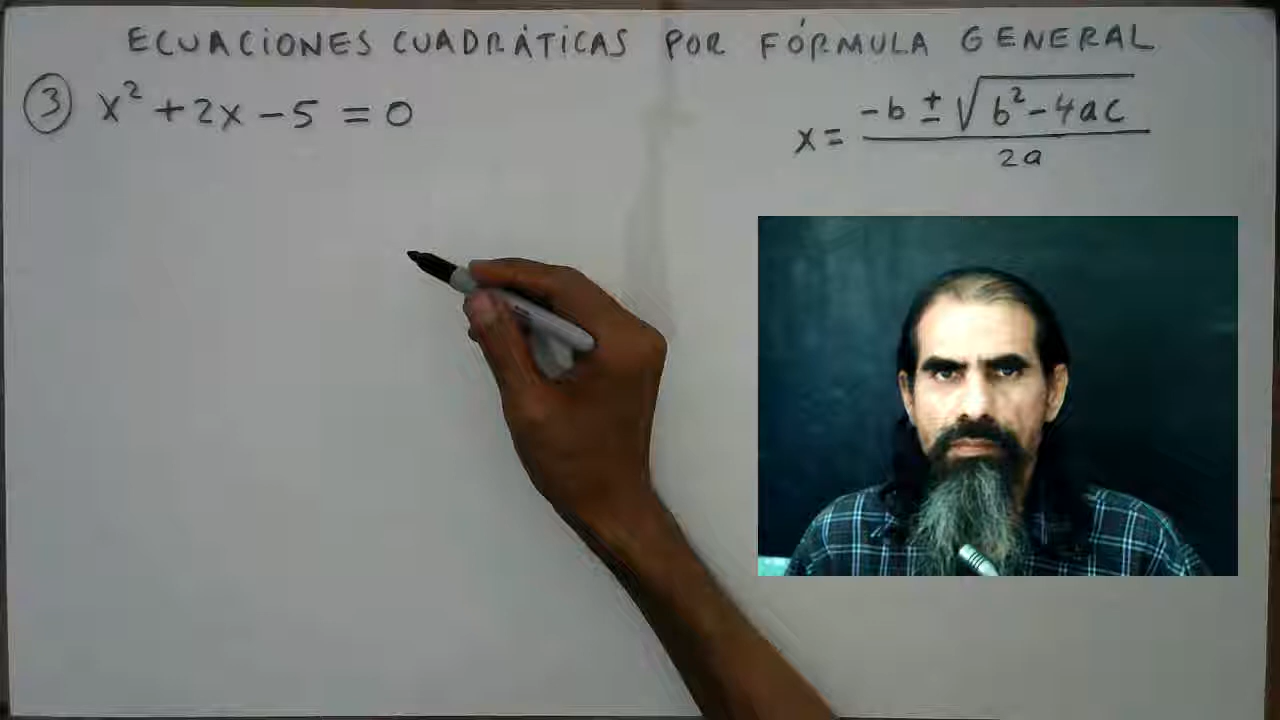 ECUACIONES CUADRÁTICAS POR FÓRMULA GENERAL
③ x² + 2x - 5 = 0
x = -b ± √b² - 4ac / 2a